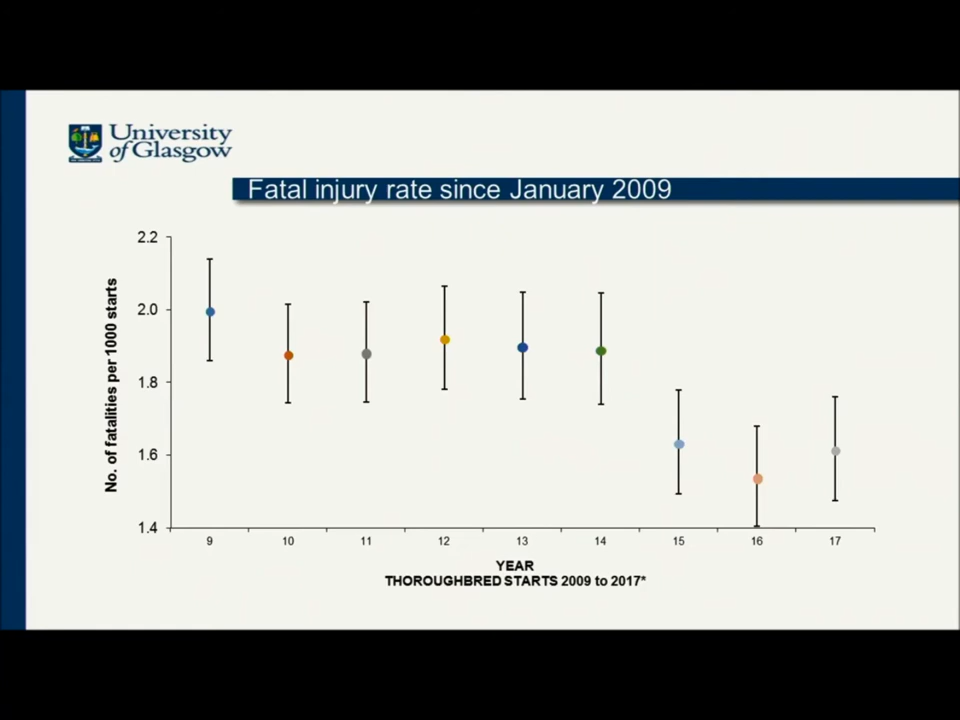 University
of Glasgow
Fatal injury rate since January 2009
No. of fatalities per 1000 starts
2.2
2.0
1.8
1.6
1.4
9 10 11 12 13 14 15 16 17
YEAR
THOROUGHBRED STARTS 2009 to 2017*